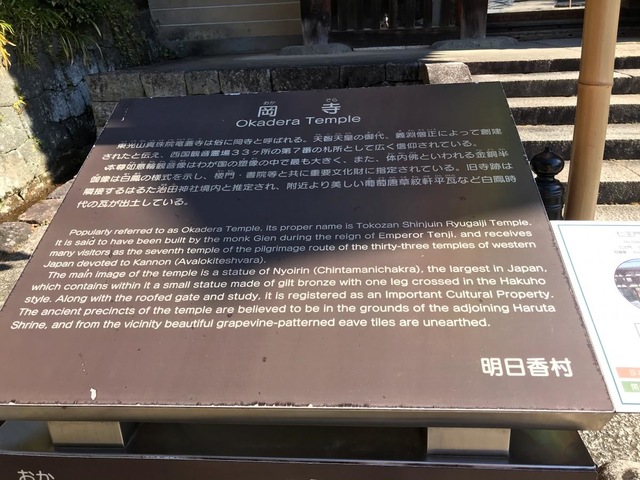 おか でら
岡 寺
Okadera Temple
東光山真珠院龍蓋寺は俗に岡寺と呼ばれる。天智天皇の御代、義淵僧正によって創建
されたと伝え、西国観音霊場33ヶ所の第7番の札所として広く信仰されている。
本尊如意輪観音像はわが国の塑像の中で最も大きく、また、体内佛といわれる金銅半
伽像は白鳳の様式を示し、楼門・書院等と共に重要文化財に指定されている。旧寺跡は
隣接するはるた治田神社境内と推定され、附近より美しい葡萄唐草紋軒平瓦など白鳳時
代の瓦が出土している。
Popularly referred to as Okadera Temple, its proper name is Tokozan Shinjuin Ryugaiji Temple.
It is said to have been built by the monk Gien during the reign of Emperor Tenji, and receives
many visitors as the seventh temple of the pilgrimage route of the thirty-three temples of western
Japan devoted to Kannon (Avalokiteshvara).
The main image of the temple is a statue of Nyoirin (Chintamanichakra), the largest in Japan,
which contains within it a small statue made of gilt bronze with one leg crossed in the Hakuho
style. Along with the roofed gate and study, it is registered as an Important Cultural Property.
The ancient precincts of the temple are believed to be in the grounds of the adjoining Haruta
Shrine, and from the vicinity beautiful grapevine-patterned eave tiles are unearthed.
明日香村
おか